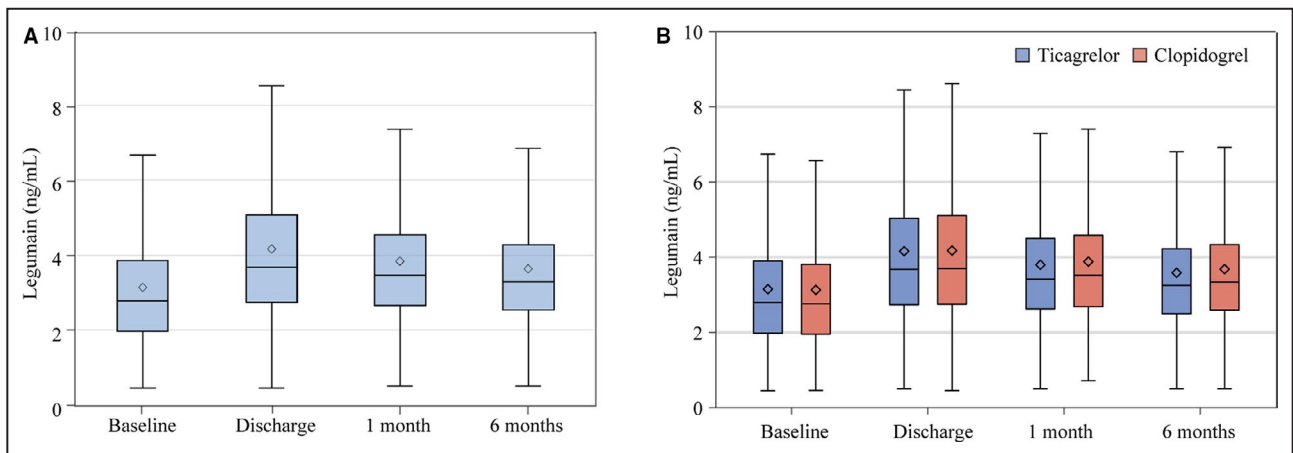 A
Legumain (ng/mL)
10
8
6
4
2
0
Baseline Discharge 1 month 6 months
B
Ticagrelor Clopidogrel
Legumain (ng/mL)
10
8
6
4
2
0
Baseline Discharge 1 month 6 months